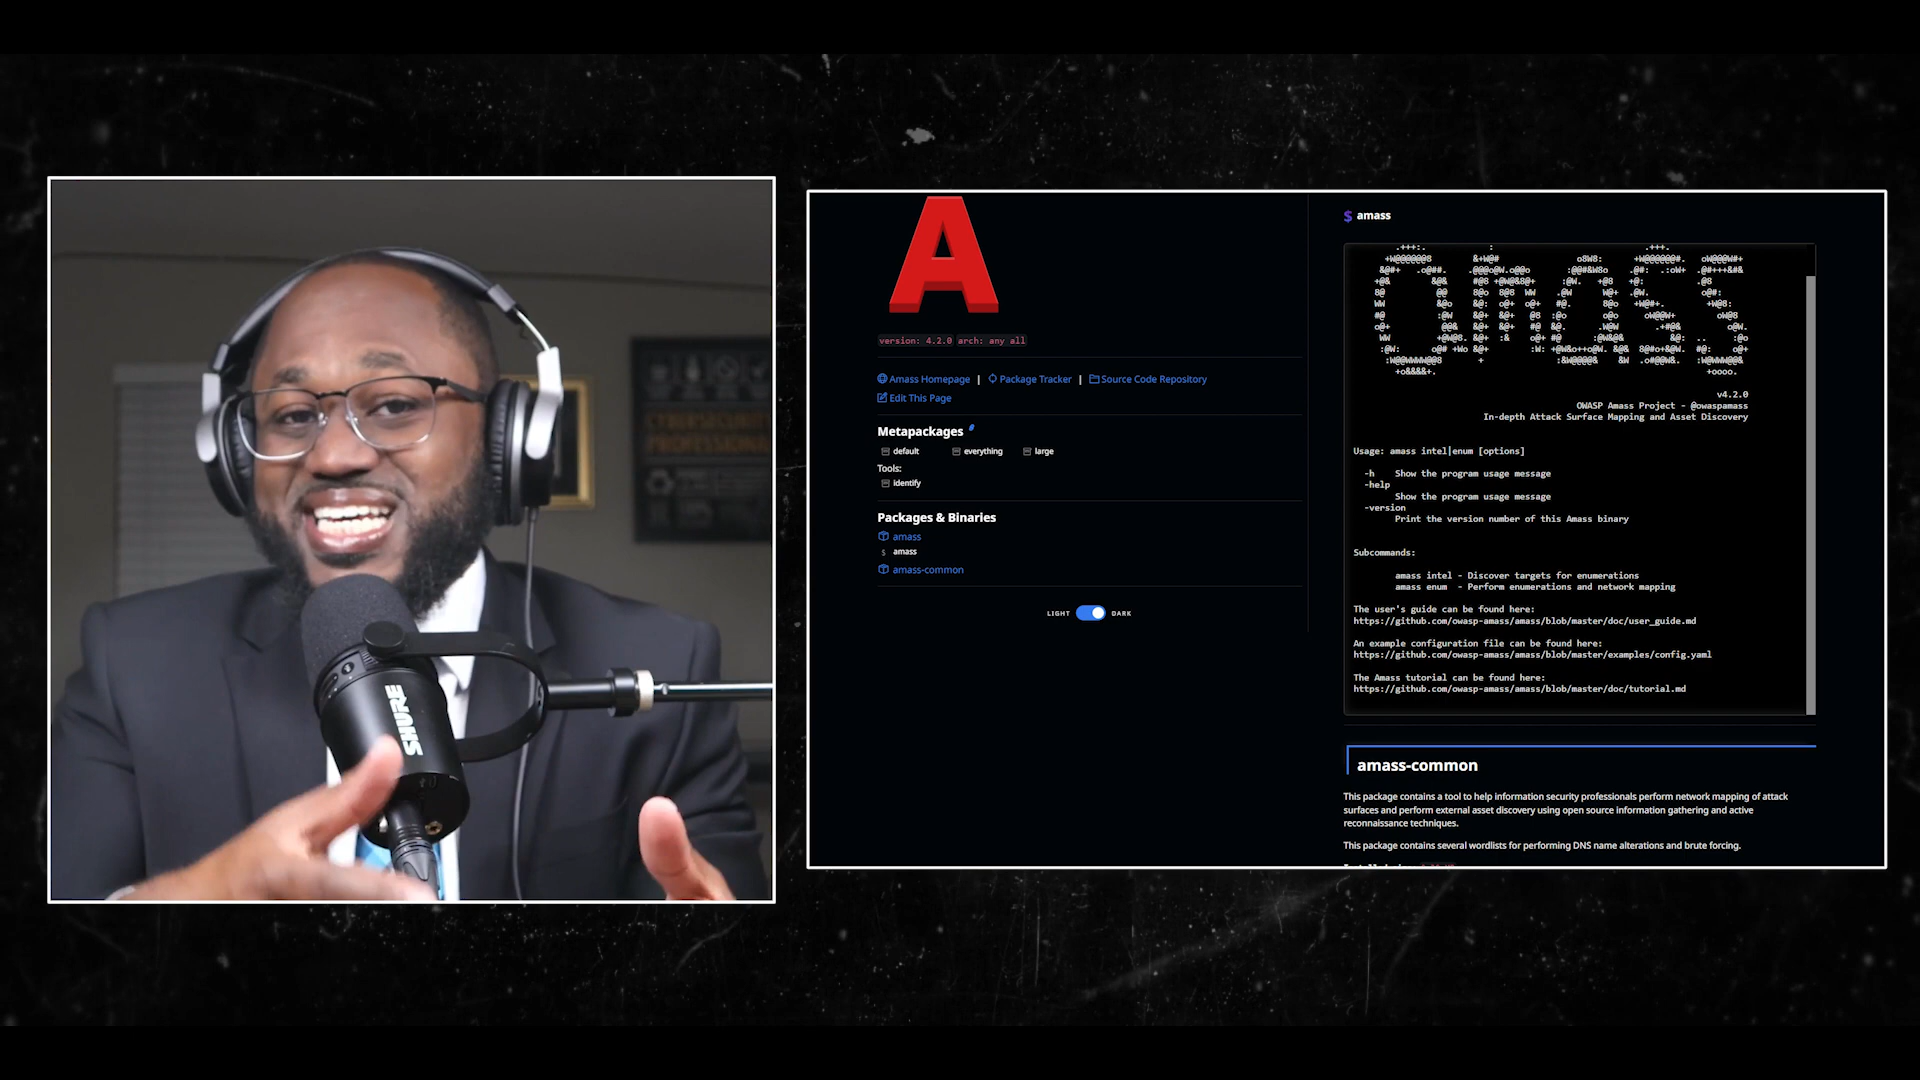 CYBERSECURITY
PROFESSIONAL
SHURE
A
version: 4.2.0 arch: any all
Amass Homepage | Package Tracker | Source Code Repository
Edit This Page
Metapackages
default everything large
Tools:
identify
Packages & Binaries
amass
$ amass
amass-common
LIGHT DARK
$ amass
v4.2.0
OWASP Amass Project - @owaspamass
In-depth Attack Surface Mapping and Asset Discovery
Usage: amass intel|enum [options]
-h Show the program usage message
-help
Show the program usage message
-version
Print the version number of this Amass binary
Subcommands:
amass intel - Discover targets for enumerations
amass enum - Perform enumerations and network mapping
The user's guide can be found here:
https://github.com/owasp-amass/amass/blob/master/doc/user_guide.md
An example configuration file can be found here:
https://github.com/owasp-amass/amass/blob/master/examples/config.yaml
The Amass tutorial can be found here:
https://github.com/owasp-amass/amass/blob/master/doc/tutorial.md
amass-common
This package contains a tool to help information security professionals perform network mapping of attack
surfaces and perform external asset discovery using open source information gathering and active
reconnaissance techniques.
This package contains several wordlists for performing DNS name alterations and brute forcing.